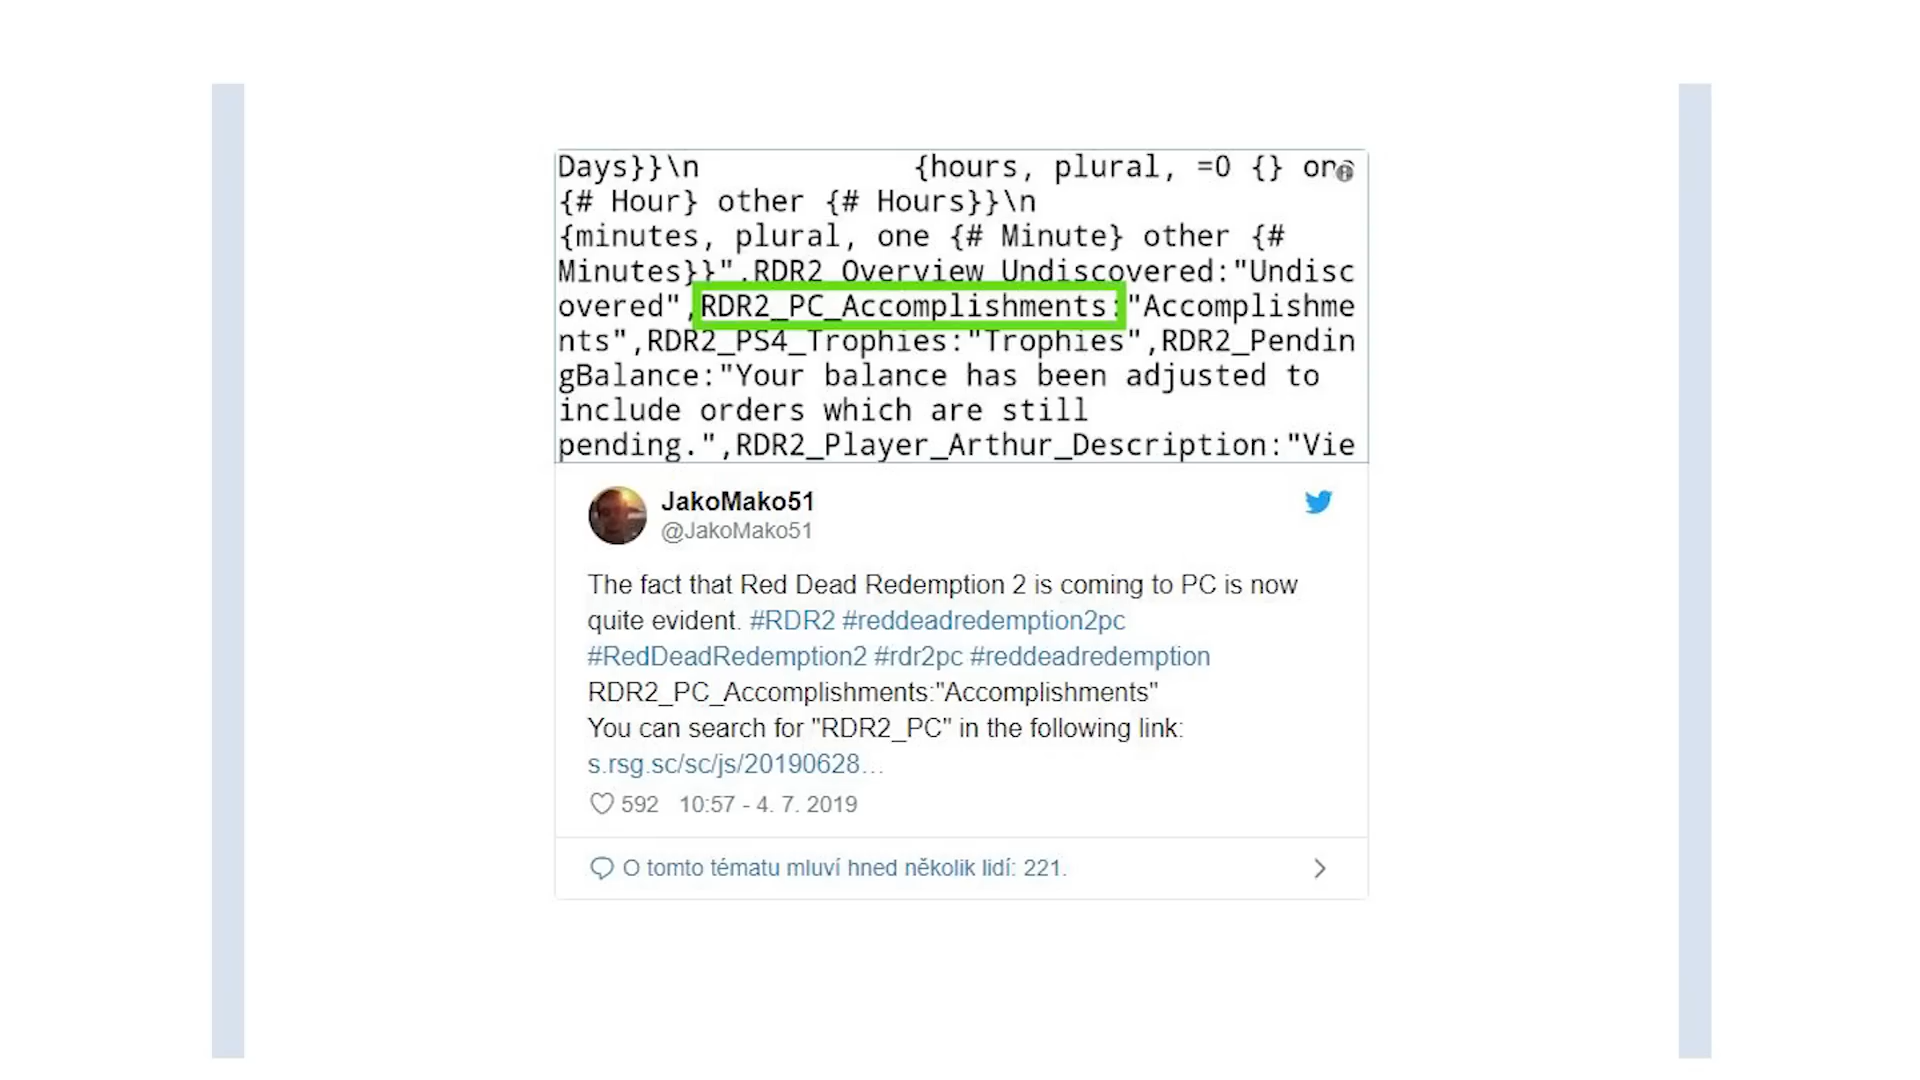 Days}}\n {hours, plural, =0 {} one
{# Hour} other {# Hours}}\n
{minutes, plural, one {# Minute} other {#
Minutes}}",RDR2_Overview_Undiscovered:"Undisc
overed",RDR2_PC_Accomplishments:"Accomplishme
nts",RDR2_PS4_Trophies:"Trophies",RDR2_Pendin
gBalance:"Your balance has been adjusted to
include orders which are still
pending.",RDR2_Player_Arthur_Description:"Vie
JakoMako51
@JakoMako51
The fact that Red Dead Redemption 2 is coming to PC is now
quite evident. #RDR2 #reddeadredemption2pc
#RedDeadRedemption2 #rdr2pc #reddeadredemption
RDR2_PC_Accomplishments:"Accomplishments"
You can search for "RDR2_PC" in the following link:
s.rsg.sc/sc/js/20190628…
592 10:57 - 4. 7. 2019
O tomto tématu mluví hned několik lidí: 221.